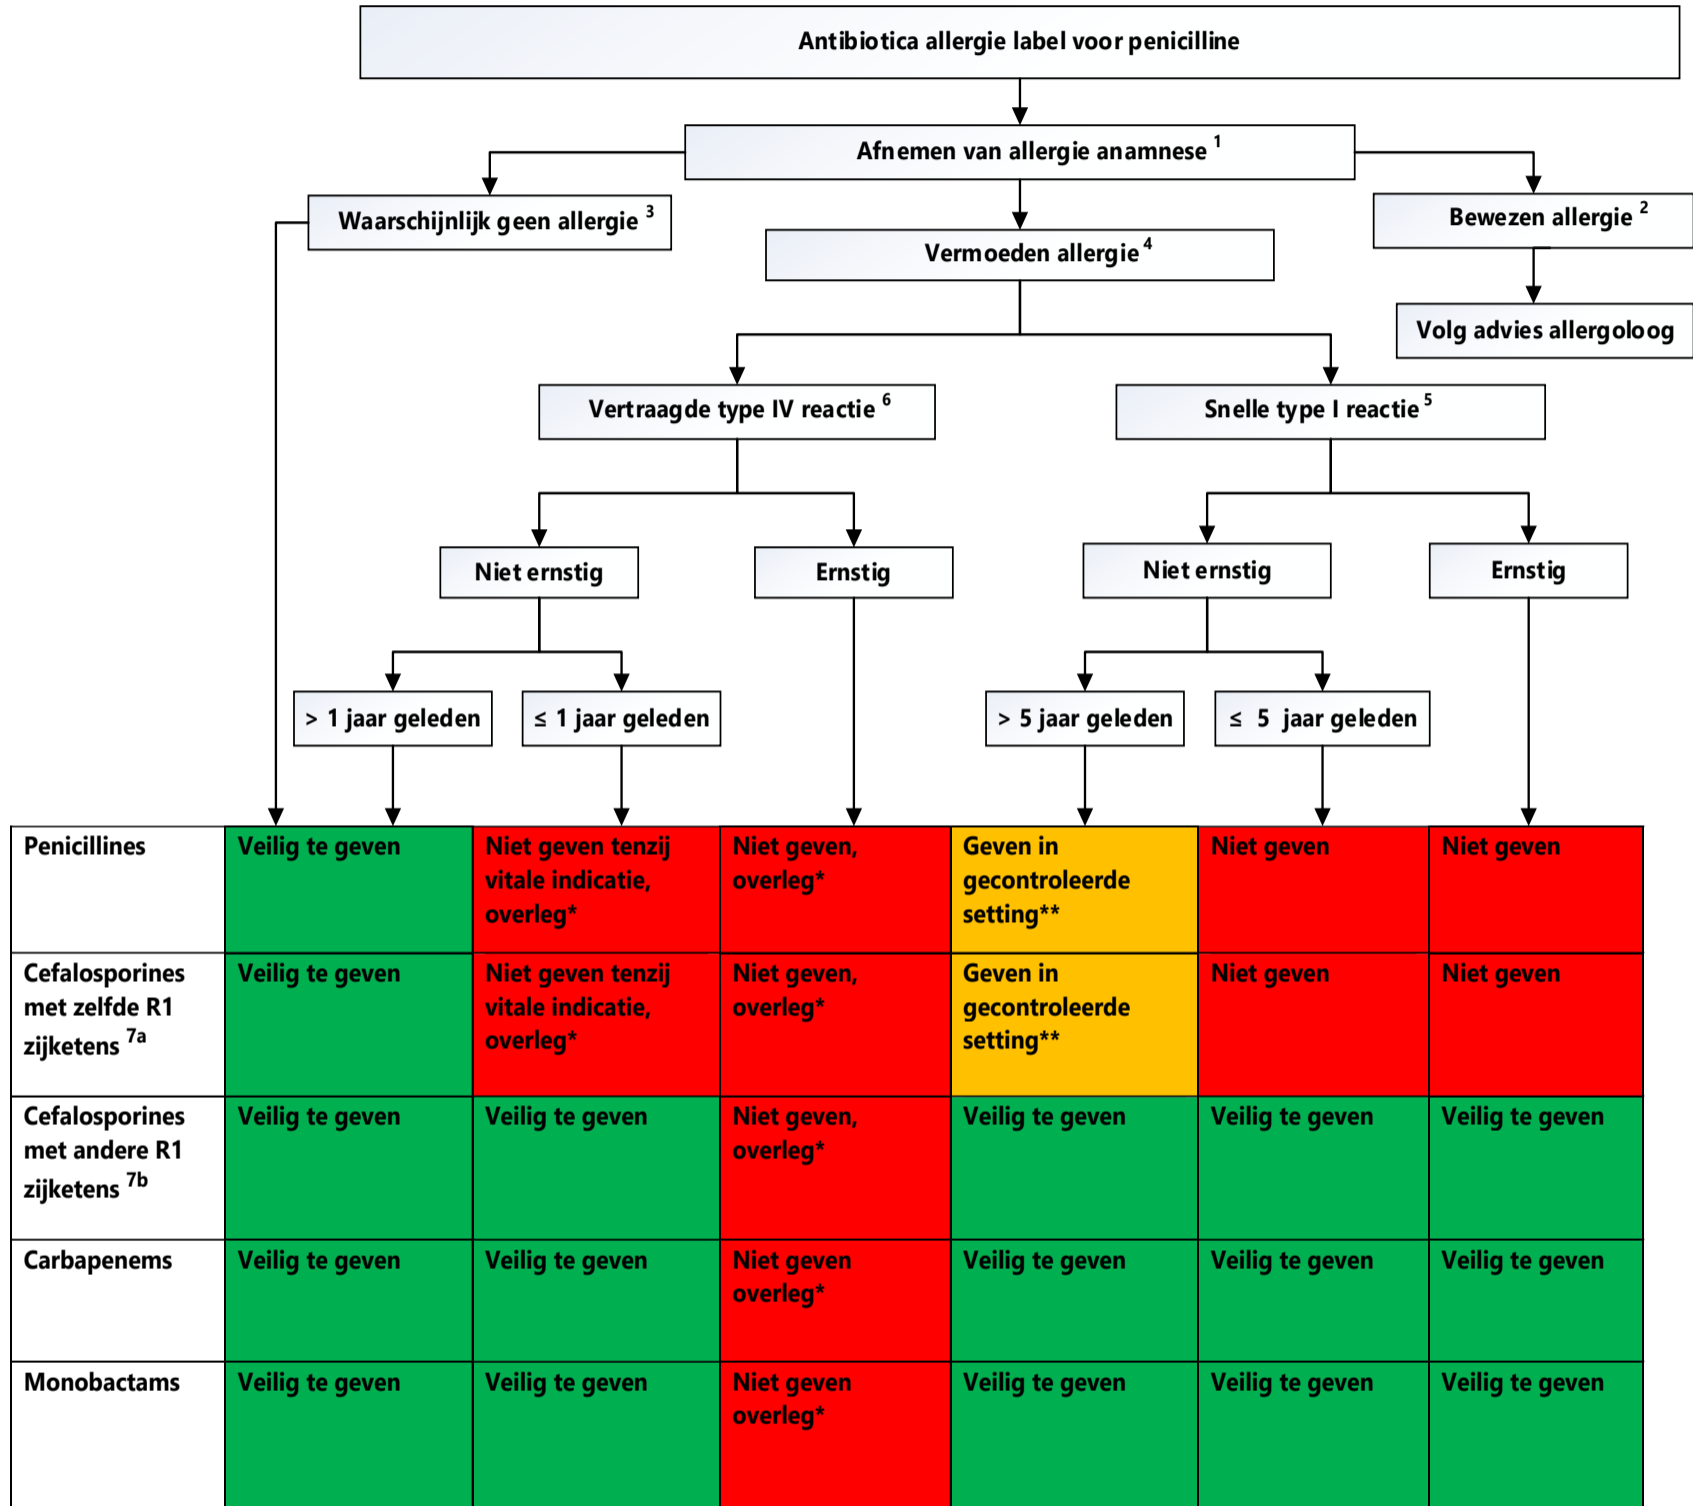 Antibiotica allergie label voor penicilline
Afnemen van allergie anamnese 1
Waarschijnlijk geen allergie 3
Vermoeden allergie 4
Bewezen allergie 2
Volg advies allergoloog
Vertraagde type IV reactie 6
Snelle type I reactie 5
Niet ernstig
Ernstig
Niet ernstig
Ernstig
> 1 jaar geleden
≤ 1 jaar geleden
> 5 jaar geleden
≤ 5 jaar geleden
Penicillines
Veilig te geven
Niet geven tenzij
vitale indicatie,
overleg*
Niet geven,
overleg*
Geven in
gecontroleerde
setting**
Niet geven
Niet geven
Cefalosporines
met zelfde R1
zijketens 7a
Veilig te geven
Niet geven tenzij
vitale indicatie,
overleg*
Niet geven,
overleg*
Geven in
gecontroleerde
setting**
Niet geven
Niet geven
Cefalosporines
met andere R1
zijketens 7b
Veilig te geven
Veilig te geven
Niet geven,
overleg*
Veilig te geven
Veilig te geven
Veilig te geven
Carbapenems
Veilig te geven
Veilig te geven
Niet geven
overleg*
Veilig te geven
Veilig te geven
Veilig te geven
Monobactams
Veilig te geven
Veilig te geven
Niet geven
overleg*
Veilig te geven
Veilig te geven
Veilig te geven